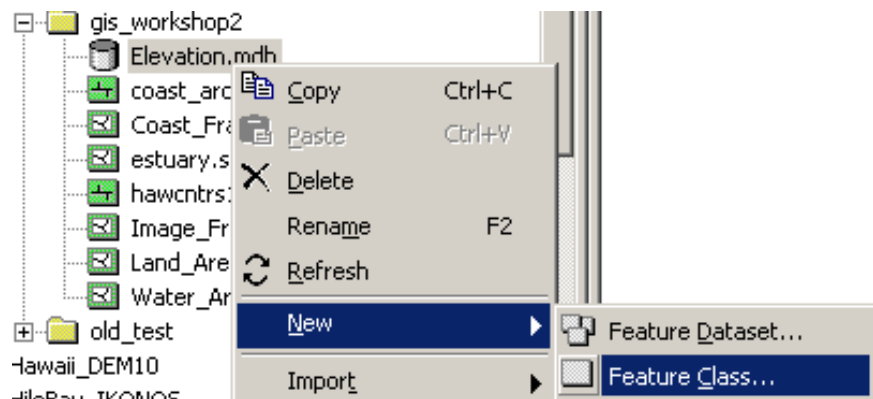 gis_workshop2
Elevation.mdb
coast_arc
Coast_Fra
estuary.s
hawcntrs
Image_Fr
Land_Are
Water_Ar
old_test
Hawaii_DEM10
HiloBay_IKONOS
Copy Ctrl+C
Paste Ctrl+V
Delete
Rename F2
Refresh
New
Import
Feature Dataset...
Feature Class...